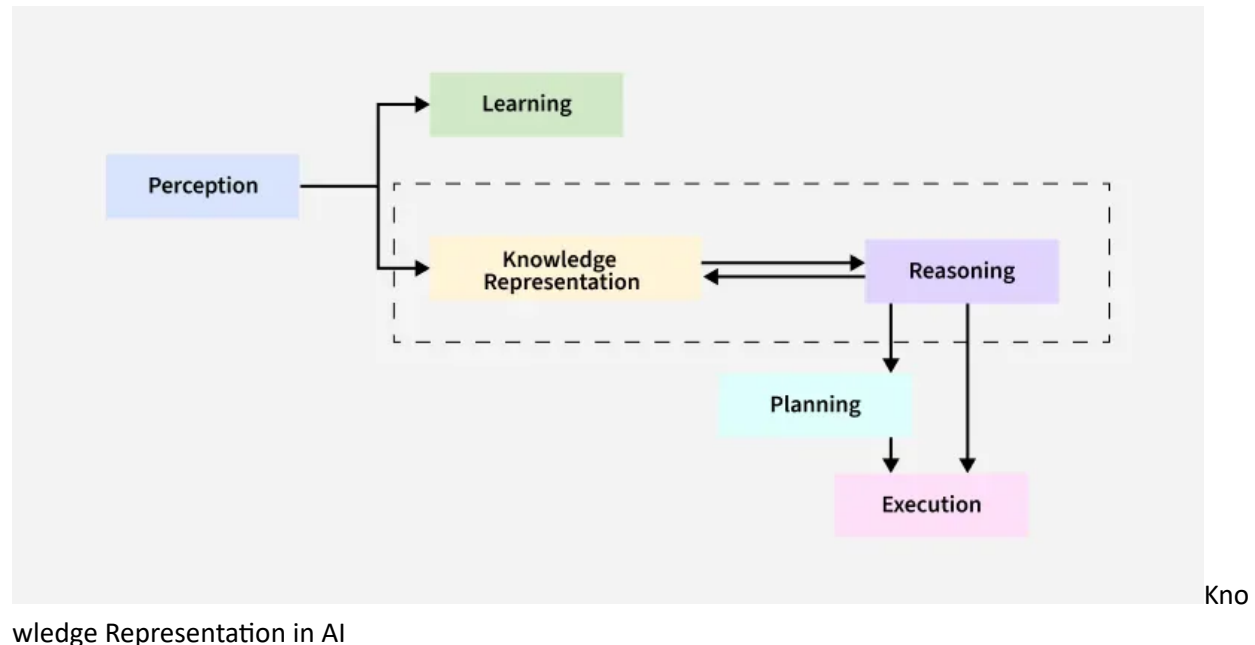 Learning
Perception
Knowledge
Representation
Reasoning
Planning
Execution
Kno
wledge Representation in AI